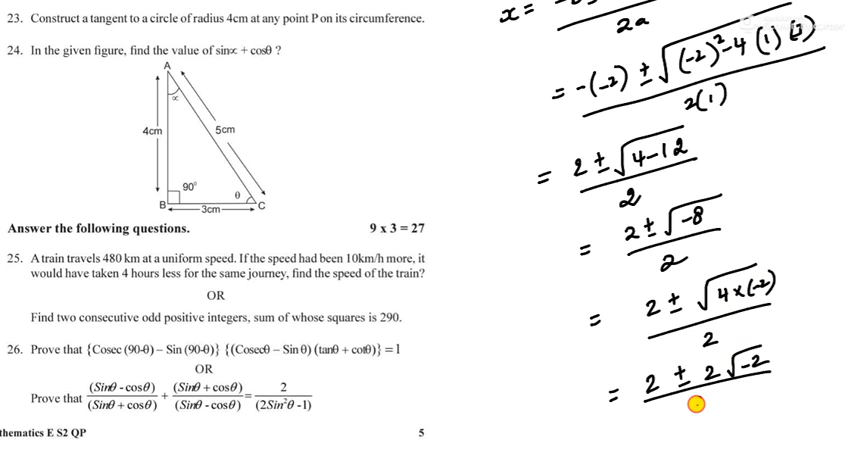 23. Construct a tangent to a circle of radius 4cm at any point P on its circumference.
24. In the given figure, find the value of sin∝ + cosθ ?
A
∝
4cm
5cm
90°
θ
B
3cm
C
Answer the following questions. 9 x 3 = 27
25. A train travels 480 km at a uniform speed. If the speed had been 10km/h more, it
would have taken 4 hours less for the same journey, find the speed of the train?
OR
Find two consecutive odd positive integers, sum of whose squares is 290.
26. Prove that {Cosec (90-θ) – Sin (90-θ)} {(Cosecθ – Sin θ) (tanθ + cotθ)} = 1
OR
Prove that (Sinθ - cosθ)/(Sinθ + cosθ) + (Sinθ + cosθ)/(Sinθ - cosθ) = 2/(2Sin²θ -1)
thematics E S2 QP 5
x =
2a
= -(-2) ± √(-2)² - 4 (1) (3)
2(1)
= 2 ± √4-12
2
= 2 ± √-8
2
= 2 ± √4×(-2)
2
= 2 ± 2√-2